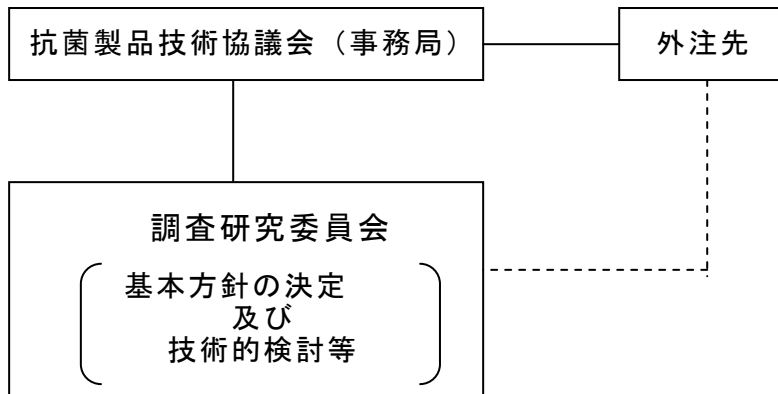 抗菌製品技術協議会（事務局）
外注先
調査研究委員会
基本方針の決定
及び
技術的検討等